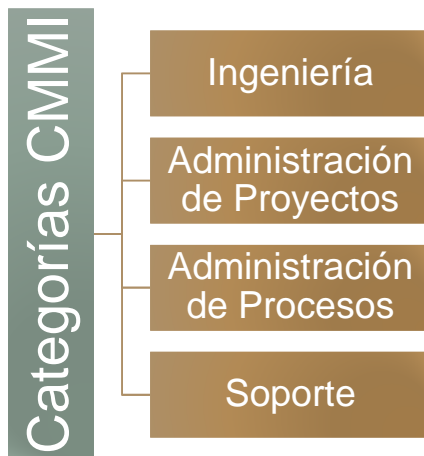 Categorías CMMI
Ingeniería
Administración
de Proyectos
Administración
de Procesos
Soporte